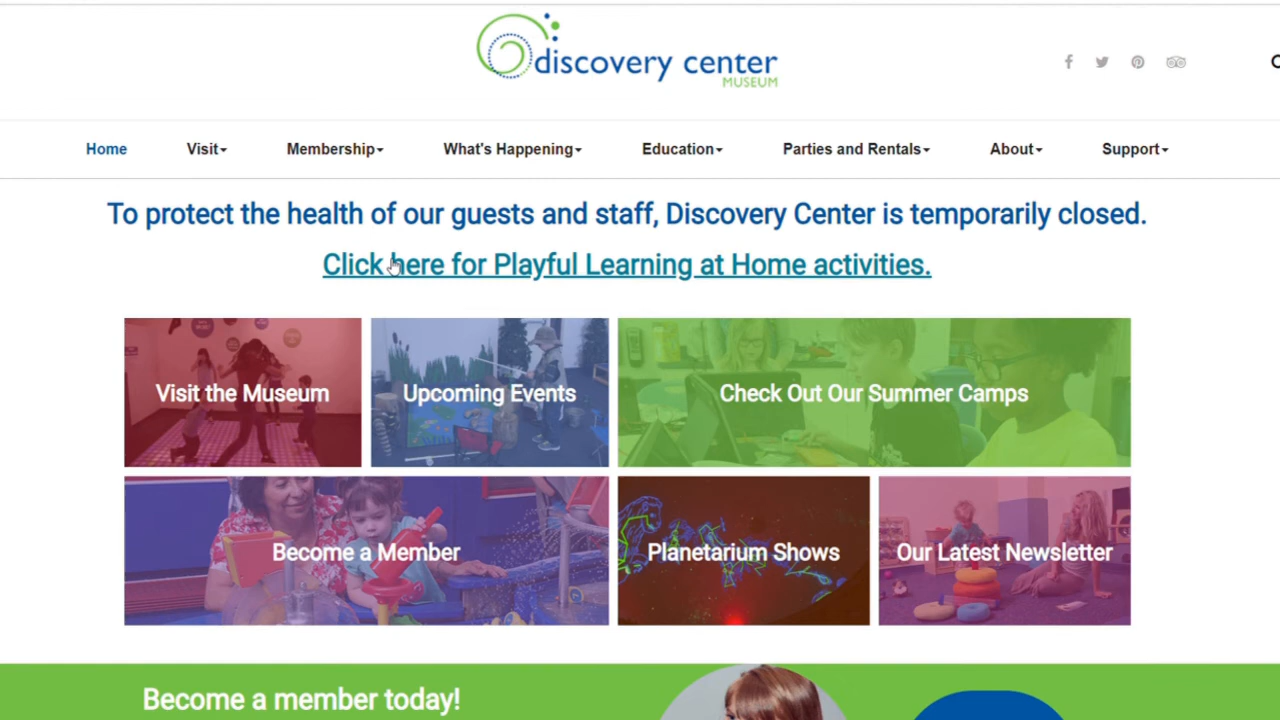 discovery center
MUSEUM
Home Visit Membership What's Happening Education Parties and Rentals About Support
To protect the health of our guests and staff, Discovery Center is temporarily closed.
Click here for Playful Learning at Home activities.
Visit the Museum
Upcoming Events
Check Out Our Summer Camps
Become a Member
Planetarium Shows
Our Latest Newsletter
Become a member today!